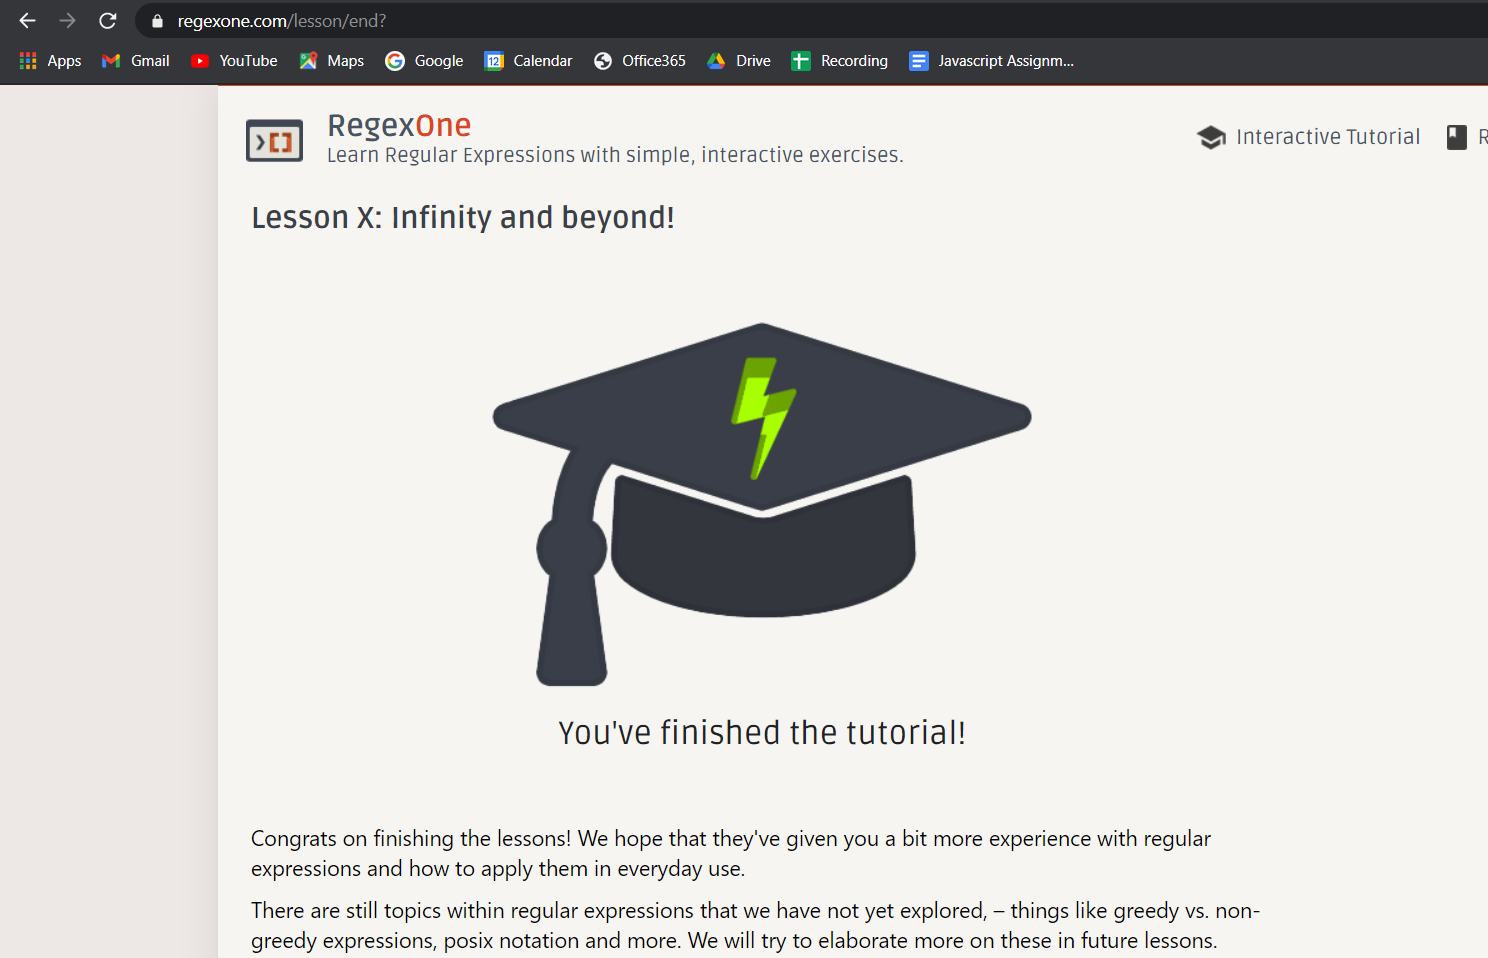 regexone.com/lesson/end?
Apps Gmail YouTube Maps Google 12 Calendar Office365 Drive Recording Javascript Assignm...
RegexOne
Learn Regular Expressions with simple, interactive exercises.
Interactive Tutorial R
Lesson X: Infinity and beyond!
You've finished the tutorial!
Congrats on finishing the lessons! We hope that they've given you a bit more experience with regular
expressions and how to apply them in everyday use.
There are still topics within regular expressions that we have not yet explored, – things like greedy vs. non-
greedy expressions, posix notation and more. We will try to elaborate more on these in future lessons.